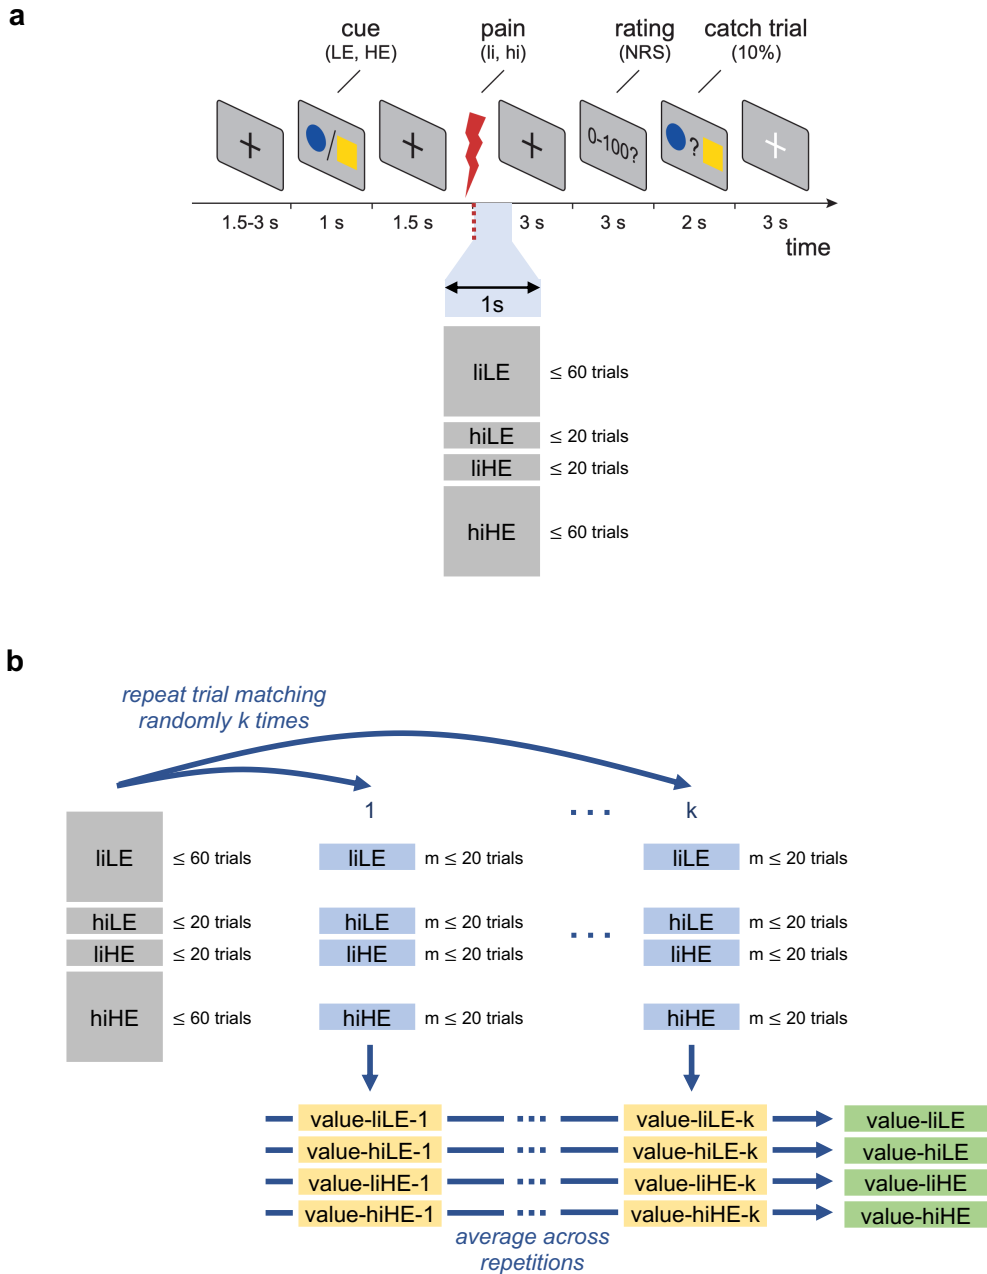 a
cue
(LE, HE)
pain
(li, hi)
rating
(NRS)
catch trial
(10%)
/
0-100?
?
1.5-3 s
1 s
1.5 s
3 s
3 s
2 s
3 s
time
1s
liLE
≤ 60 trials
hiLE
≤ 20 trials
liHE
≤ 20 trials
hiHE
≤ 60 trials
b
repeat trial matching
randomly k times
1
...
k
liLE
≤ 60 trials
liLE
m ≤ 20 trials
liLE
m ≤ 20 trials
hiLE
≤ 20 trials
hiLE
m ≤ 20 trials
...
hiLE
m ≤ 20 trials
liHE
≤ 20 trials
liHE
m ≤ 20 trials
liHE
m ≤ 20 trials
hiHE
≤ 60 trials
hiHE
m ≤ 20 trials
hiHE
m ≤ 20 trials
value-liLE-1
...
value-liLE-k
value-liLE
value-hiLE-1
...
value-hiLE-k
value-hiLE
value-liHE-1
...
value-liHE-k
value-liHE
value-hiHE-1
...
value-hiHE-k
value-hiHE
average across
repetitions